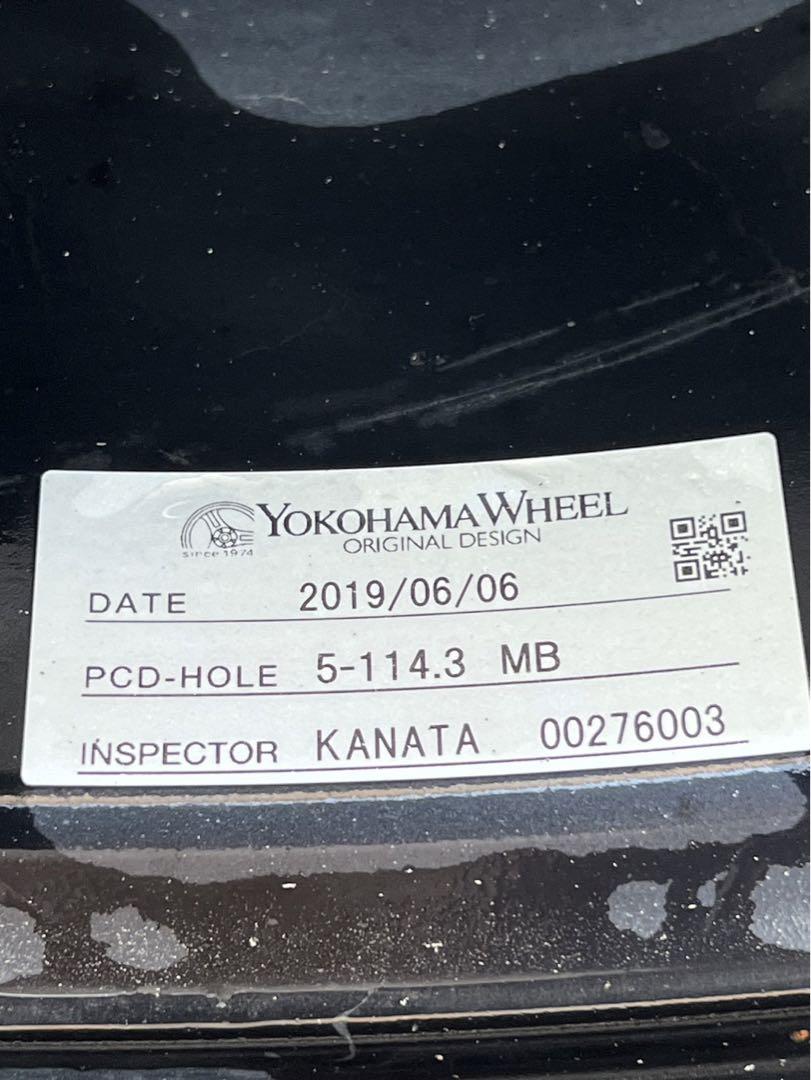 YOKOHAMA WHEEL
ORIGINAL DESIGN
since 1974
DATE 2019/06/06
PCD-HOLE 5-114.3 MB
INSPECTOR KANATA 00276003